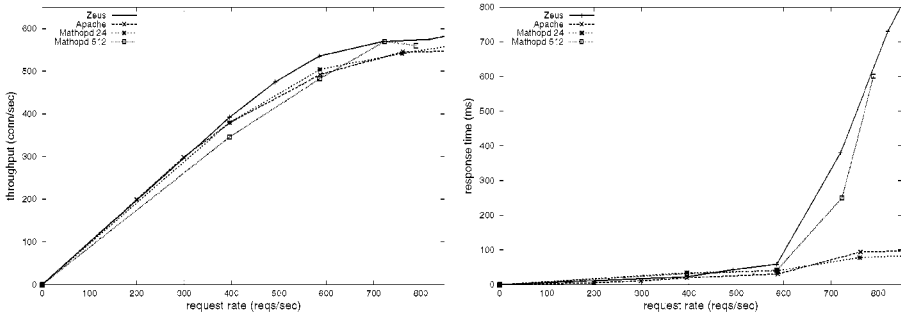 Zeus
Apache
Mathopd 24
Mathopd 512
throughput (conn/sec)
600
500
400
300
200
100
0
0 100 200 300 400 500 600 700 800
request rate (reqs/sec)
Zeus
Apache
Mathopd 24
Mathopd 512
response time (ms)
800
700
600
500
400
300
200
100
0
0 100 200 300 400 500 600 700 800
request rate (reqs/sec)